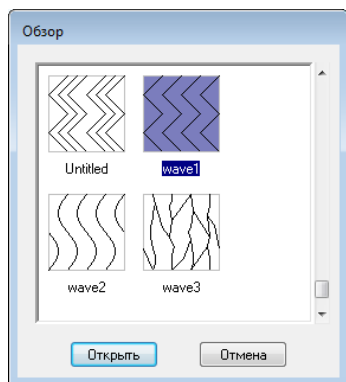 Обзор
Untitled
wave1
wave2
wave3
Открыть
Отмена